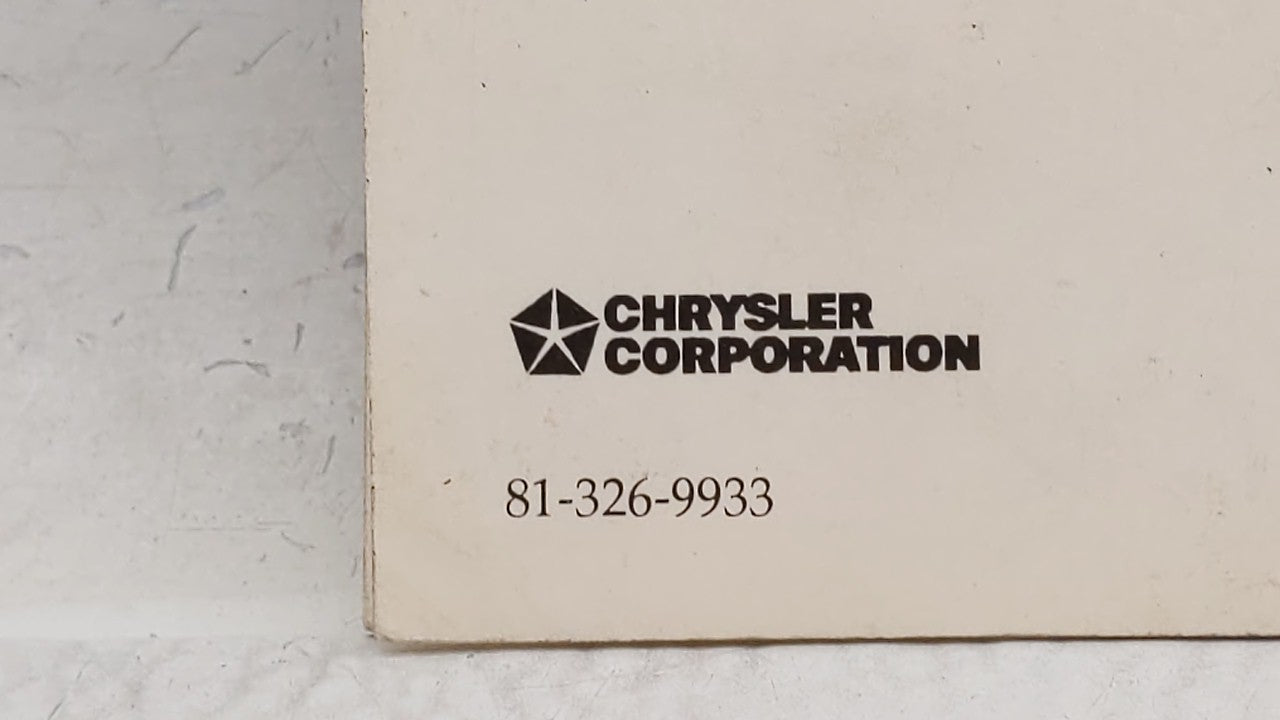 CHRYSLER
CORPORATION
81-326-9933